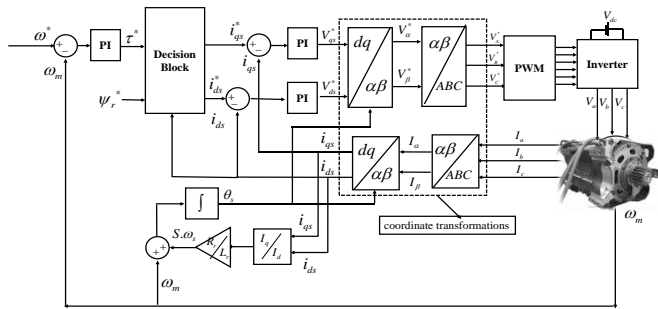 ω*
PI
τ*
ω_m
ψ_r*
Decision
Block
i_qs*
i_qs
i_ds*
i_ds
PI
V_qs*
PI
V_ds*
dq
αβ
V_α*
V_β*
αβ
ABC
V_A*
V_B*
V_C*
PWM
V_dc
Inverter
V_a
V_b
V_c
i_qs
i_ds
dq
αβ
I_α
I_β
αβ
ABC
I_a
I_b
I_c
ω_m
∫
θ_s
coordinate transformations
S.ω_s
R_r
L_r
I_q
I_d
i_qs
i_ds
ω_m